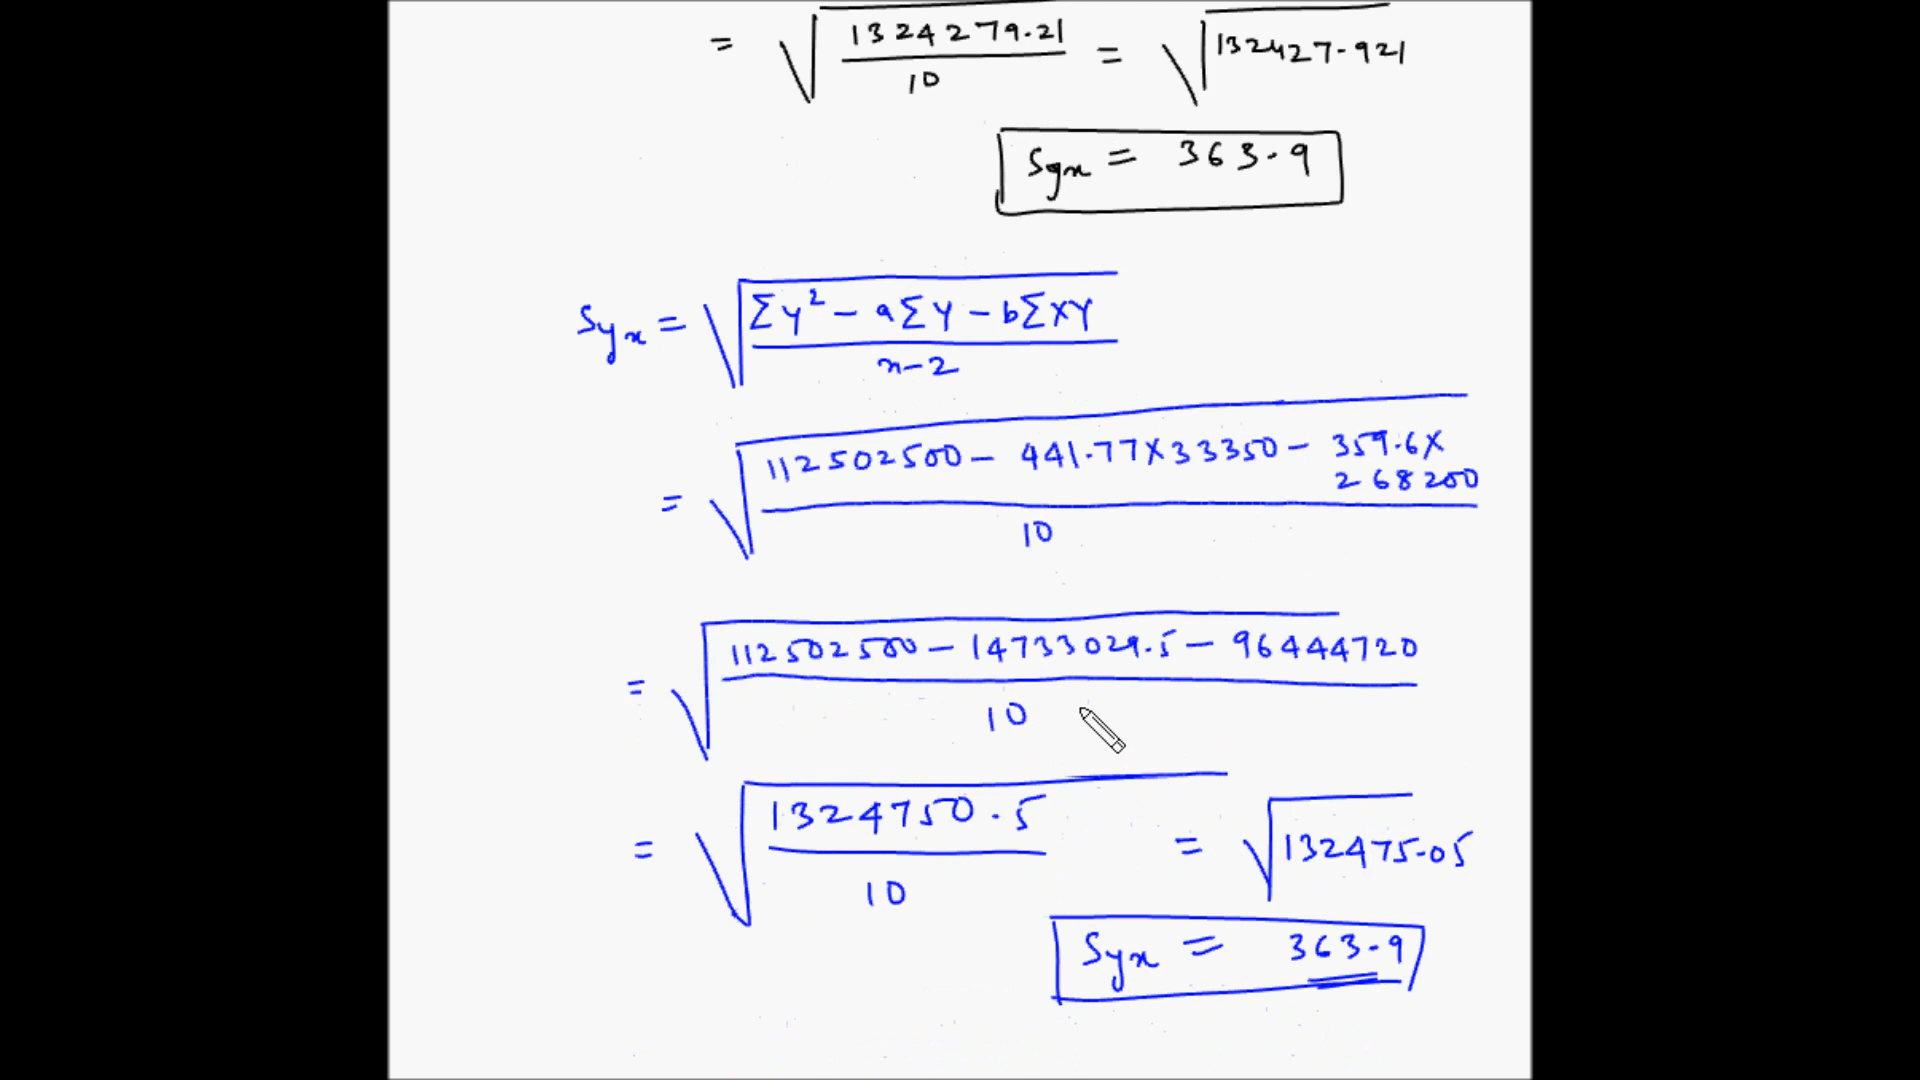 = √(1324279.21 / 10) = √132427.921
Syx = 363.9
Syx = √((ΣY² - aΣY - bΣXY) / (n-2))
= √((112502500 - 441.77×33350 - 359.6×268200) / 10)
= √((112502500 - 14733029.5 - 96444720) / 10)
= √(1324750.5 / 10) = √132475.05
Syx = 363.9